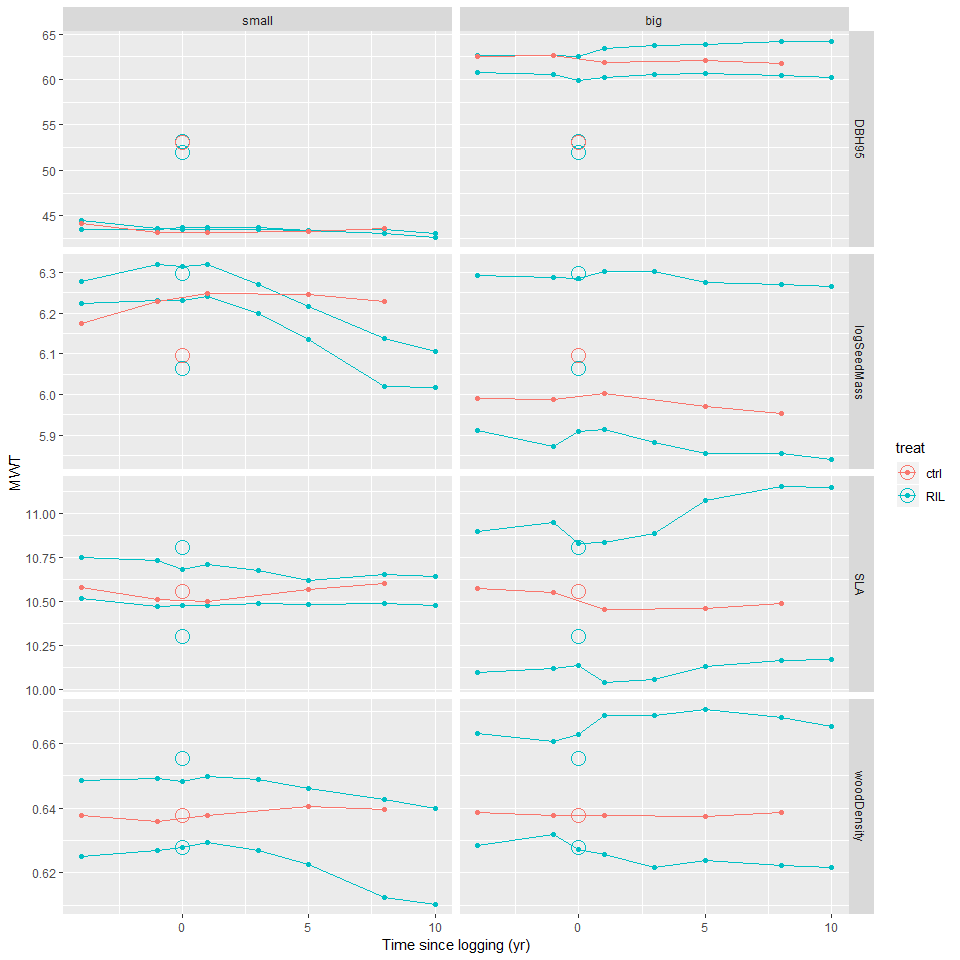 small
big
65
60
55
50
45
DBH95
6.3
6.2
6.1
6.0
5.9
logSeedMass
11.00
10.75
10.50
10.25
10.00
SLA
0.66
0.64
0.62
woodDensity
0
5
10
0
5
10
Time since logging (yr)
MWT
treat
ctrl
RIL